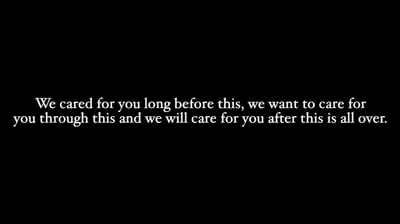 We cared for you long before this, we want to care for
you through this and we will care for you after this is all over.